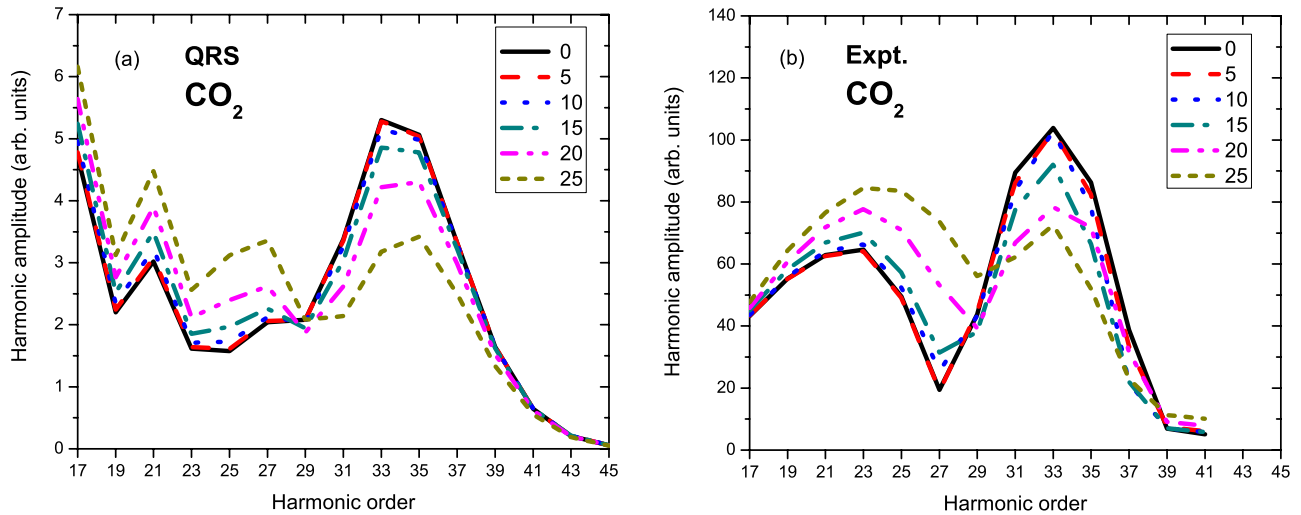 (a) QRS
CO2
0
5
10
15
20
25
Harmonic amplitude (arb. units)
7
6
5
4
3
2
1
0
17 19 21 23 25 27 29 31 33 35 37 39 41 43 45
Harmonic order
(b) Expt.
CO2
0
5
10
15
20
25
Harmonic amplitude (arb. units)
140
120
100
80
60
40
20
0
17 19 21 23 25 27 29 31 33 35 37 39 41 43 45
Harmonic order